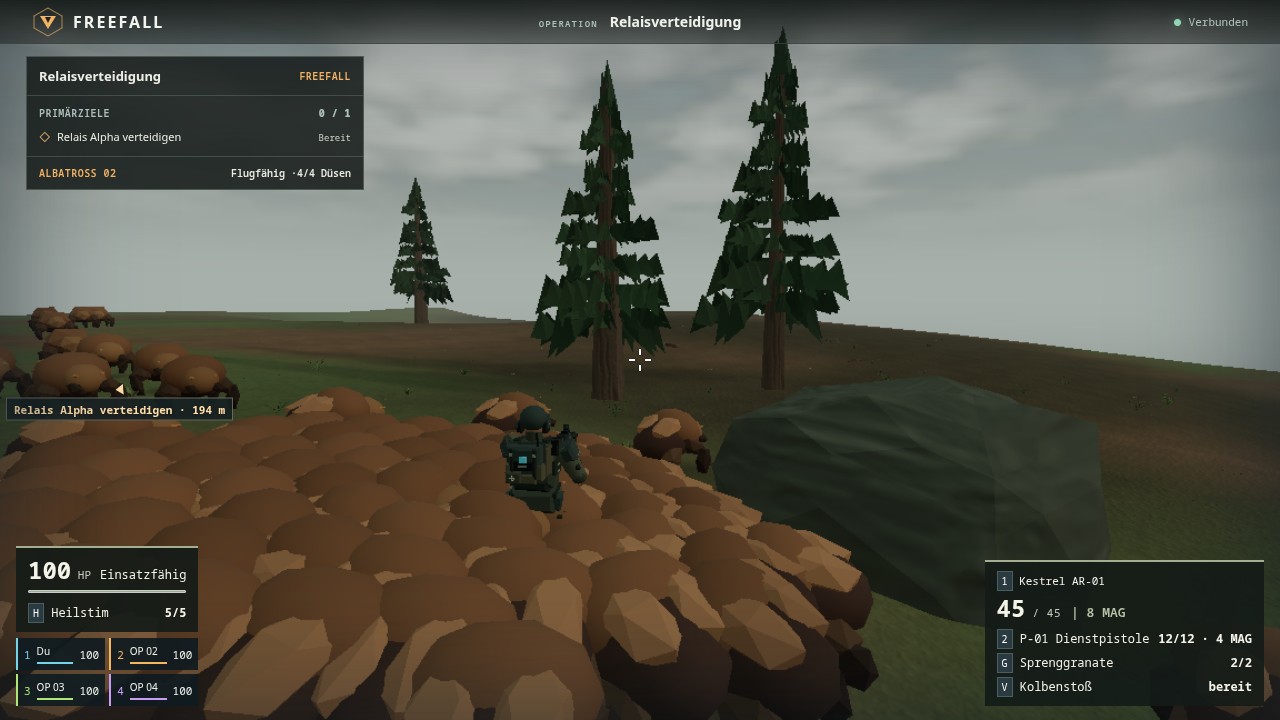 FREEFALL
OPERATION Relaisverteidigung
Verbunden
Relaisverteidigung FREEFALL
PRIMÄRZIELE 0 / 1
Relais Alpha verteidigen Bereit
ALBATROSS 02 Flugfähig ·4/4 Düsen
Relais Alpha verteidigen · 194 m
100 HP Einsatzfähig
H Heilstim 5/5
1 Du 100 2 OP 02 100
3 OP 03 100 4 OP 04 100
1 Kestrel AR-01
45 / 45 | 8 MAG
2 P-01 Dienstpistole 12/12 · 4 MAG
G Sprenggranate 2/2
V Kolbenstoß bereit